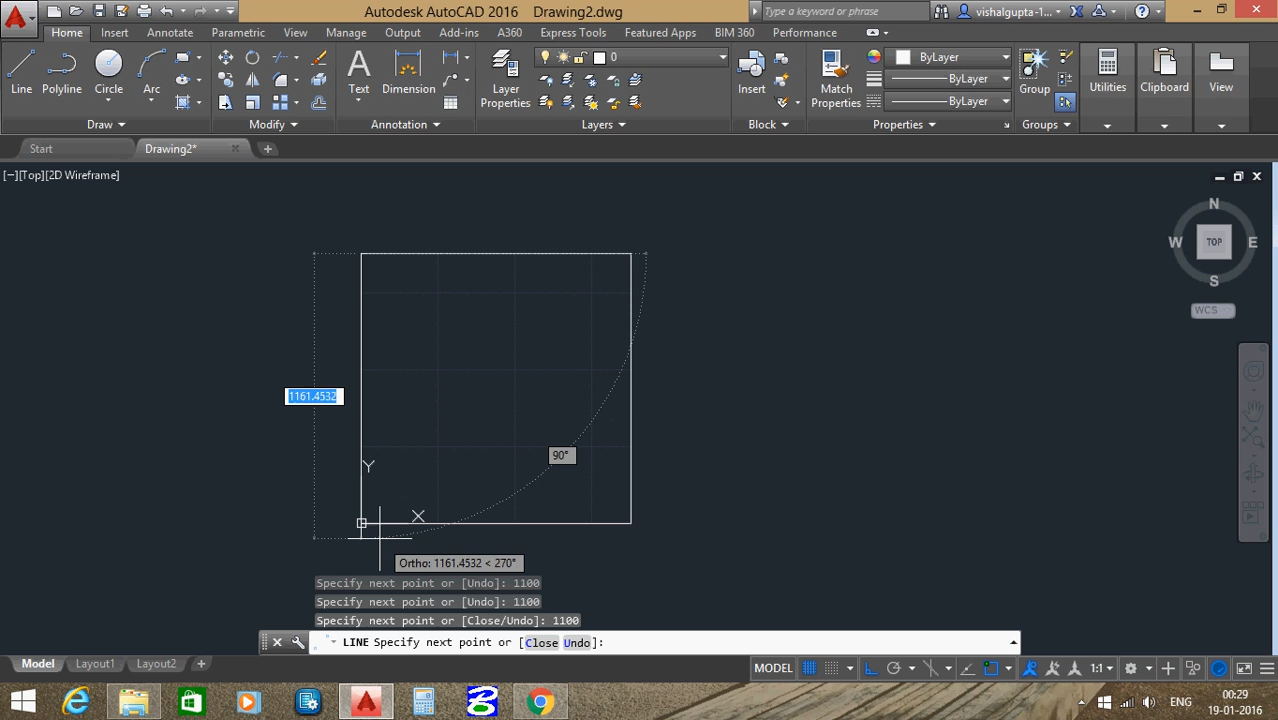 Autodesk AutoCAD 2016 Drawing2.dwg
Type a keyword or phrase
vishalgupta-1...
Home Insert Annotate Parametric View Manage Output Add-ins A360 Express Tools Featured Apps BIM 360 Performance
ByLayer
0
Line Polyline Circle Arc Text Dimension Layer Properties Insert Match Properties Group Utilities Clipboard View
ByLayer
ByLayer
Draw Modify Annotation Layers Block Properties Groups
Start Drawing2*
[−][Top][2D Wireframe]
N
W TOP E
S
WCS
1161.4532
90°
Y
X
Ortho: 1161.4532 < 270°
Specify next point or [Undo]: 1100
Specify next point or [Undo]: 1100
Specify next point or [Close/Undo]: 1100
LINE Specify next point or [Close Undo]:
Model Layout1 Layout2 MODEL 1:1
ENG
00:29
19-01-2016